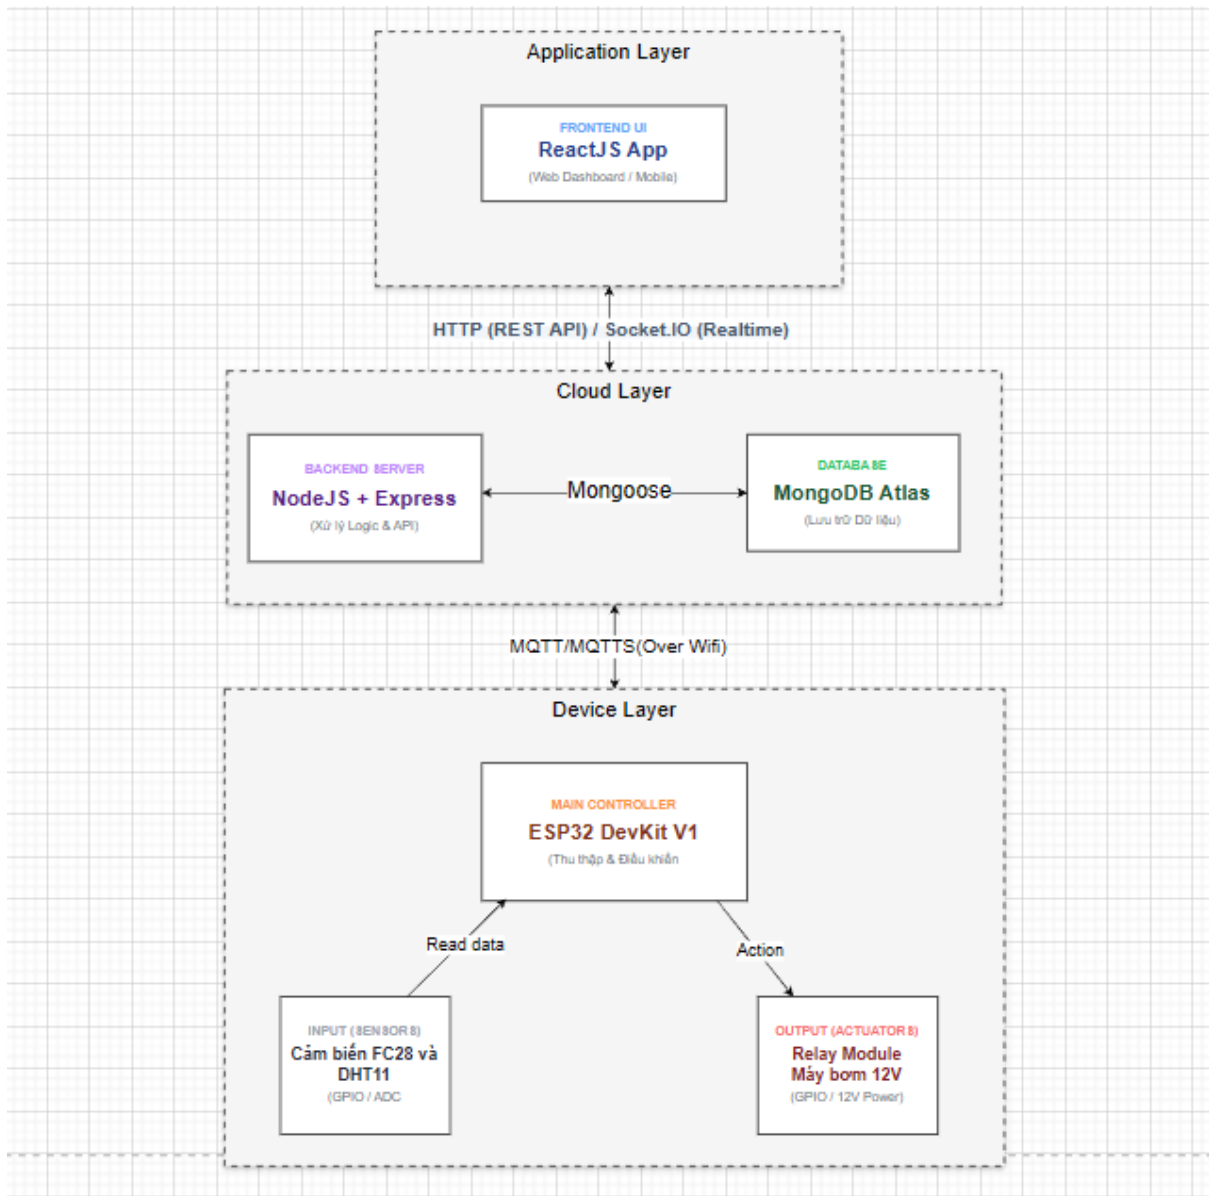 Application Layer
FRONTEND UI
ReactJS App
(Web Dashboard / Mobile)
HTTP (REST API) / Socket.IO (Realtime)
Cloud Layer
BACKEND SERVER
NodeJS + Express
(Xử lý Logic & API)
Mongoose
DATABASE
MongoDB Atlas
(Lưu trữ Dữ liệu)
MQTT/MQTTS(Over Wifi)
Device Layer
MAIN CONTROLLER
ESP32 DevKit V1
(Thu thập & Điều khiển
Read data
Action
INPUT (SENSORS)
Cảm biến FC28 và
DHT11
(GPIO / ADC
OUTPUT (ACTUATORS)
Relay Module
Máy bơm 12V
(GPIO / 12V Power)